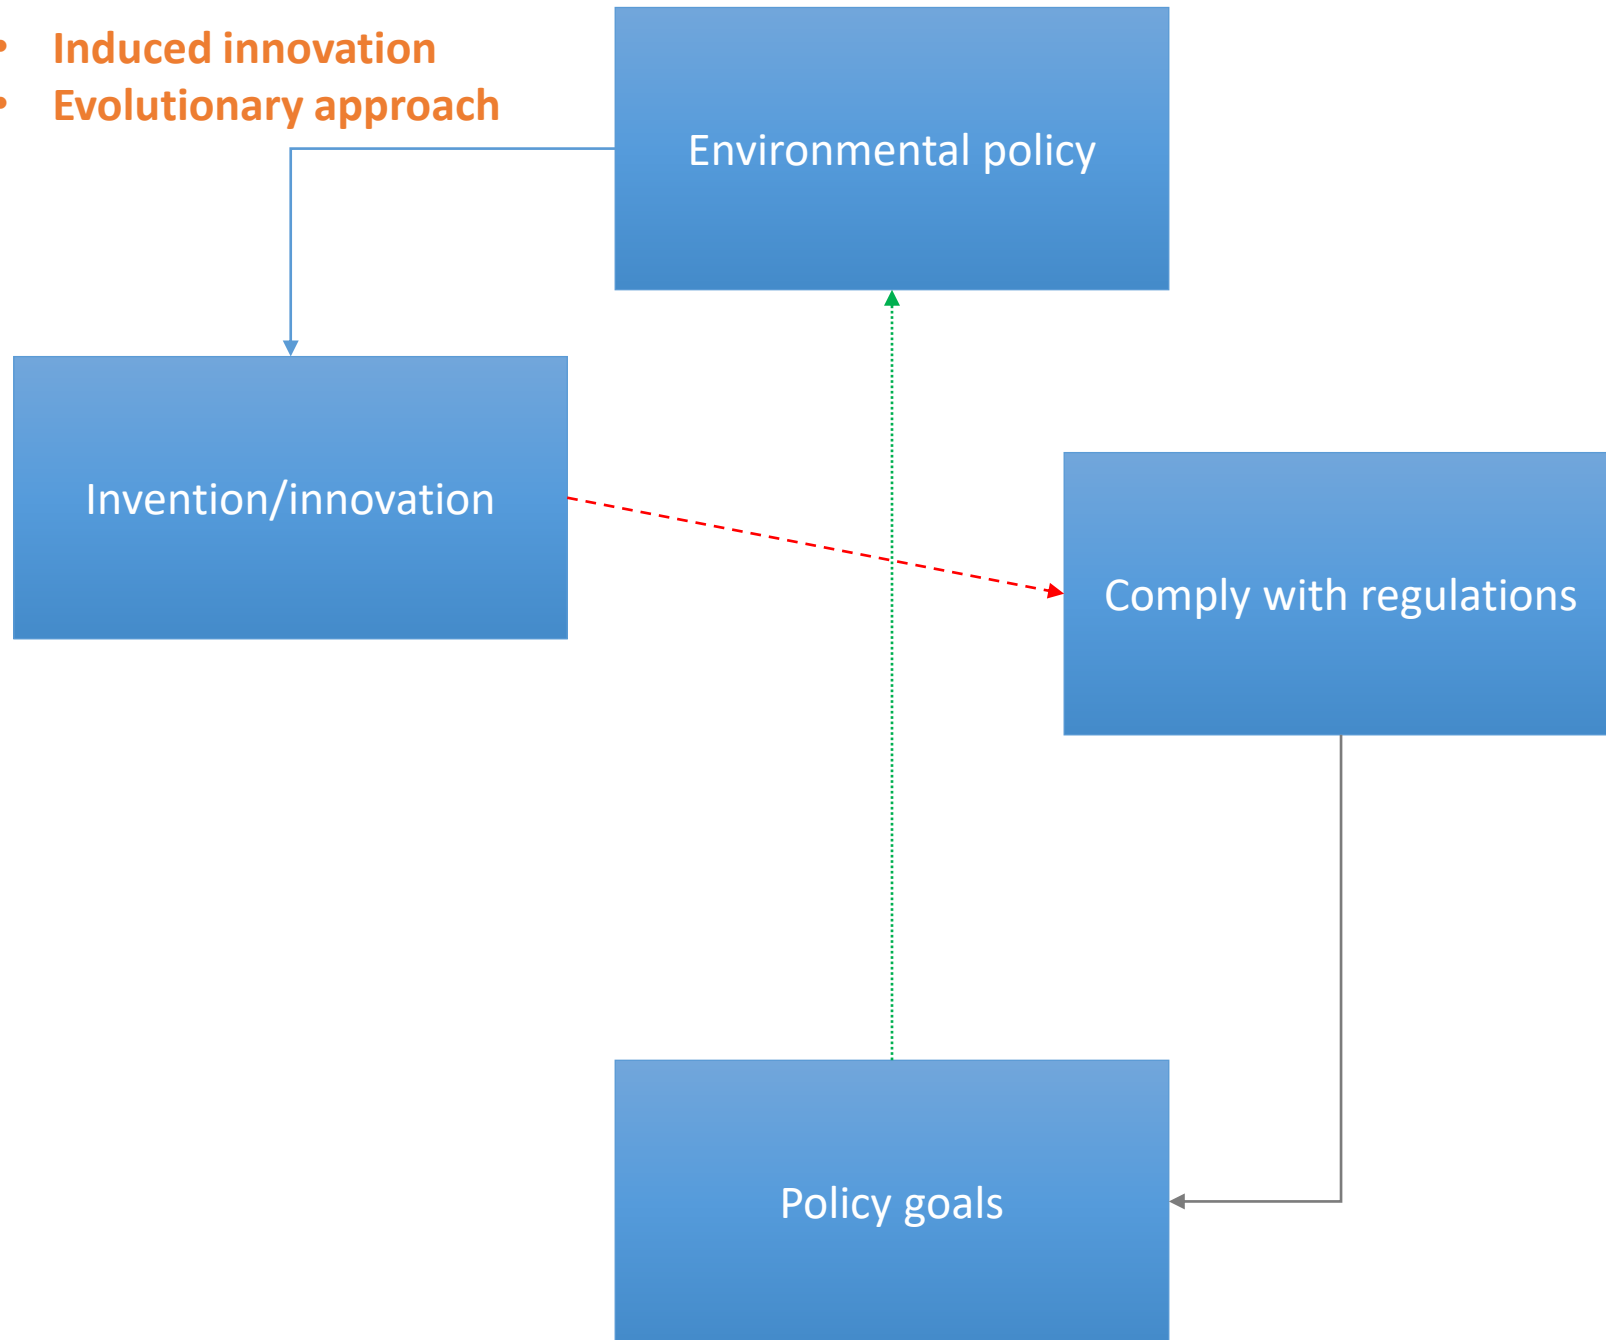 • Induced innovation
• Evolutionary approach
Environmental policy
Invention/innovation
Comply with regulations
Policy goals